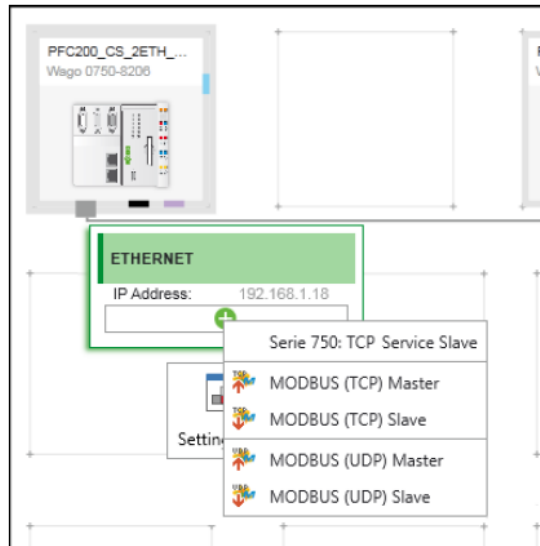 PFC200_CS_2ETH_...
Wago 0750-8206
ETHERNET
IP Address: 192.168.1.18
Serie 750: TCP Service Slave
MODBUS (TCP) Master
MODBUS (TCP) Slave
MODBUS (UDP) Master
MODBUS (UDP) Slave